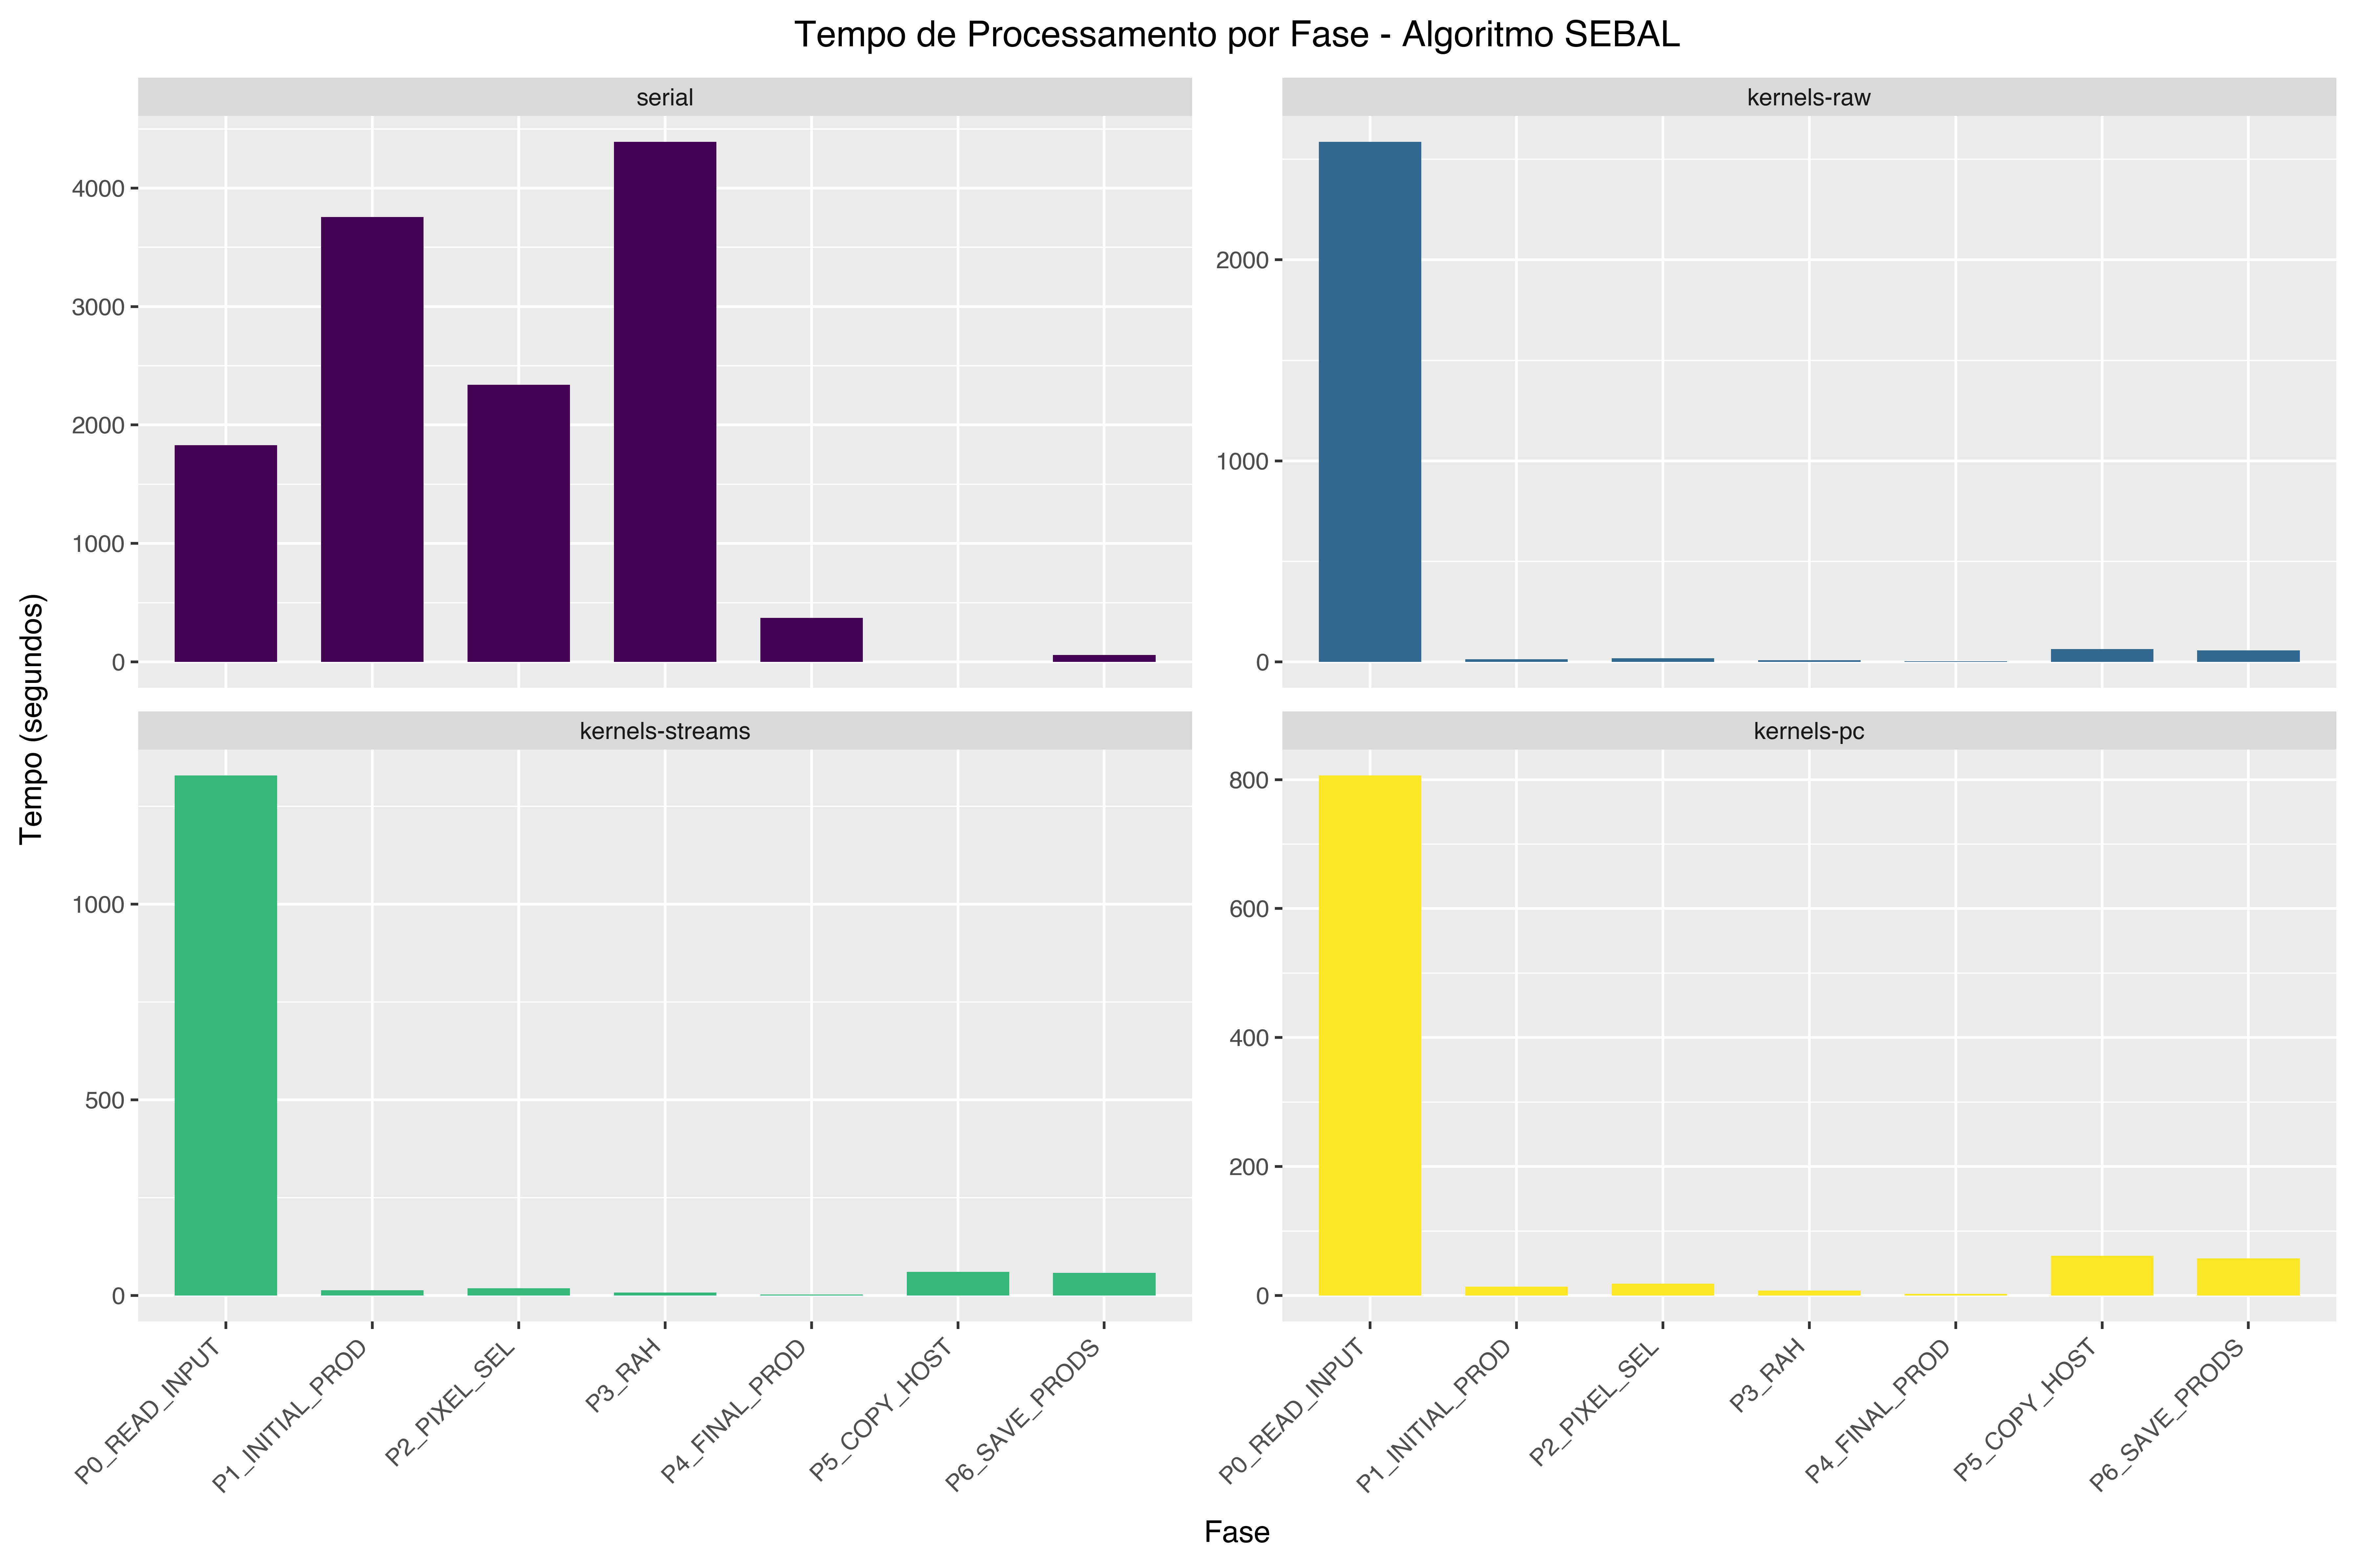 Tempo de Processamento por Fase - Algoritmo SEBAL
serial
kernels-raw
4000
3000
2000
1000
0
2000
1000
0
Tempo (segundos)
kernels-streams
kernels-pc
1000
500
0
800
600
400
200
0
P0_READ_INPUT
P1_INITIAL_PROD
P2_PIXEL_SEL
P3_RAH
P4_FINAL_PROD
P5_COPY_HOST
P6_SAVE_PRODS
P0_READ_INPUT
P1_INITIAL_PROD
P2_PIXEL_SEL
P3_RAH
P4_FINAL_PROD
P5_COPY_HOST
P6_SAVE_PRODS
Fase